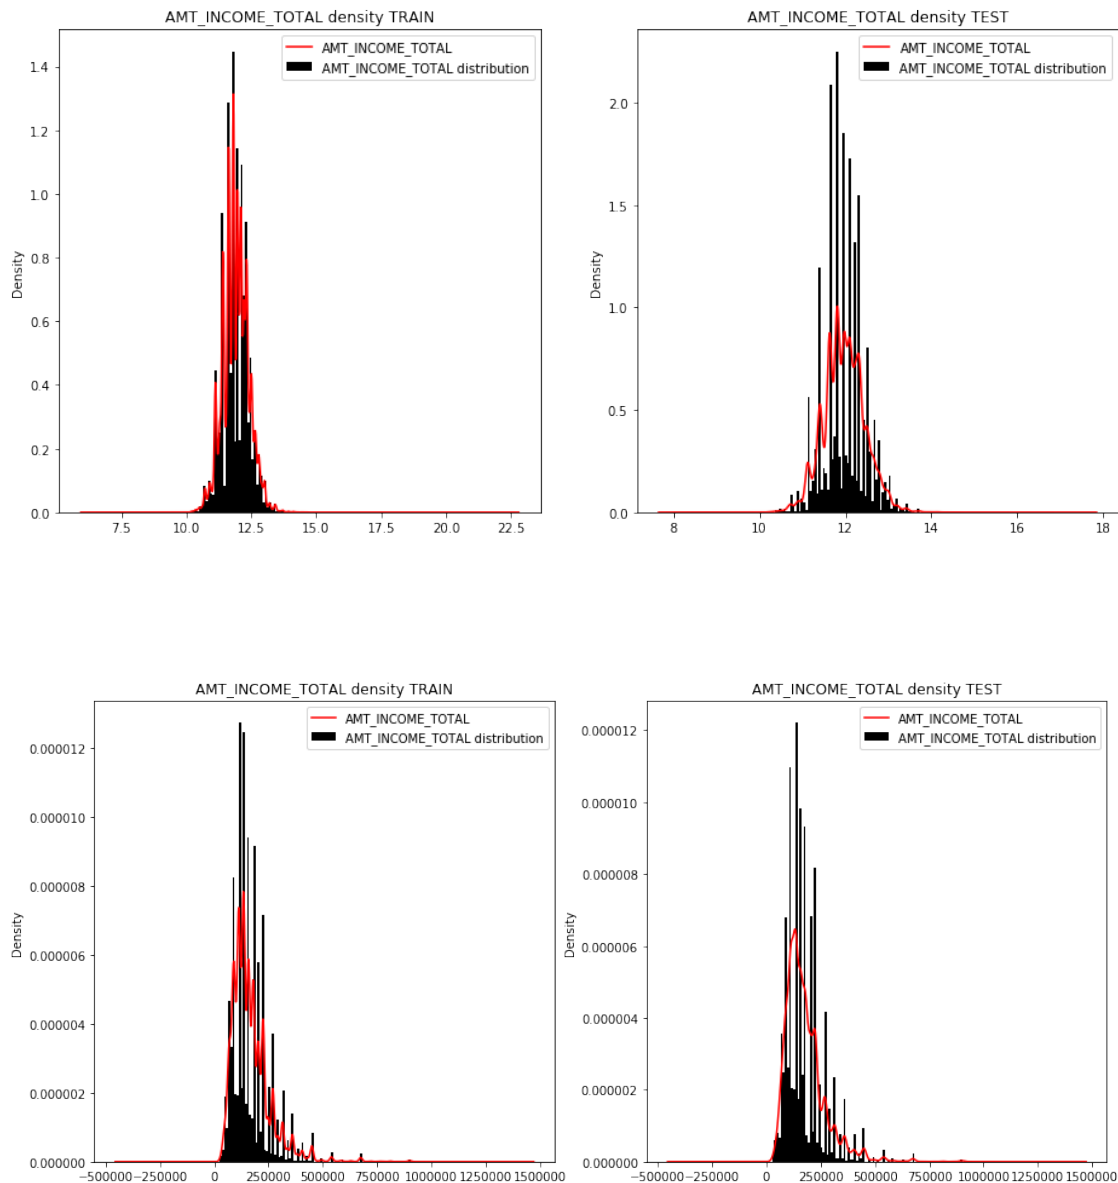 AMT_INCOME_TOTAL density TRAIN
AMT_INCOME_TOTAL
AMT_INCOME_TOTAL distribution
Density
1.4
1.2
1.0
0.8
0.6
0.4
0.2
0.0
7.5 10.0 12.5 15.0 17.5 20.0 22.5
AMT_INCOME_TOTAL density TEST
AMT_INCOME_TOTAL
AMT_INCOME_TOTAL distribution
Density
2.0
1.5
1.0
0.5
0.0
8 10 12 14 16 18
AMT_INCOME_TOTAL density TRAIN
AMT_INCOME_TOTAL
AMT_INCOME_TOTAL distribution
Density
0.000012
0.000010
0.000008
0.000006
0.000004
0.000002
0.000000
−500000 −250000 0 250000 500000 750000 1000000 1250000 1500000
AMT_INCOME_TOTAL density TEST
AMT_INCOME_TOTAL
AMT_INCOME_TOTAL distribution
Density
0.000012
0.000010
0.000008
0.000006
0.000004
0.000002
0.000000
−500000 −250000 0 250000 500000 750000 1000000 1250000 1500000